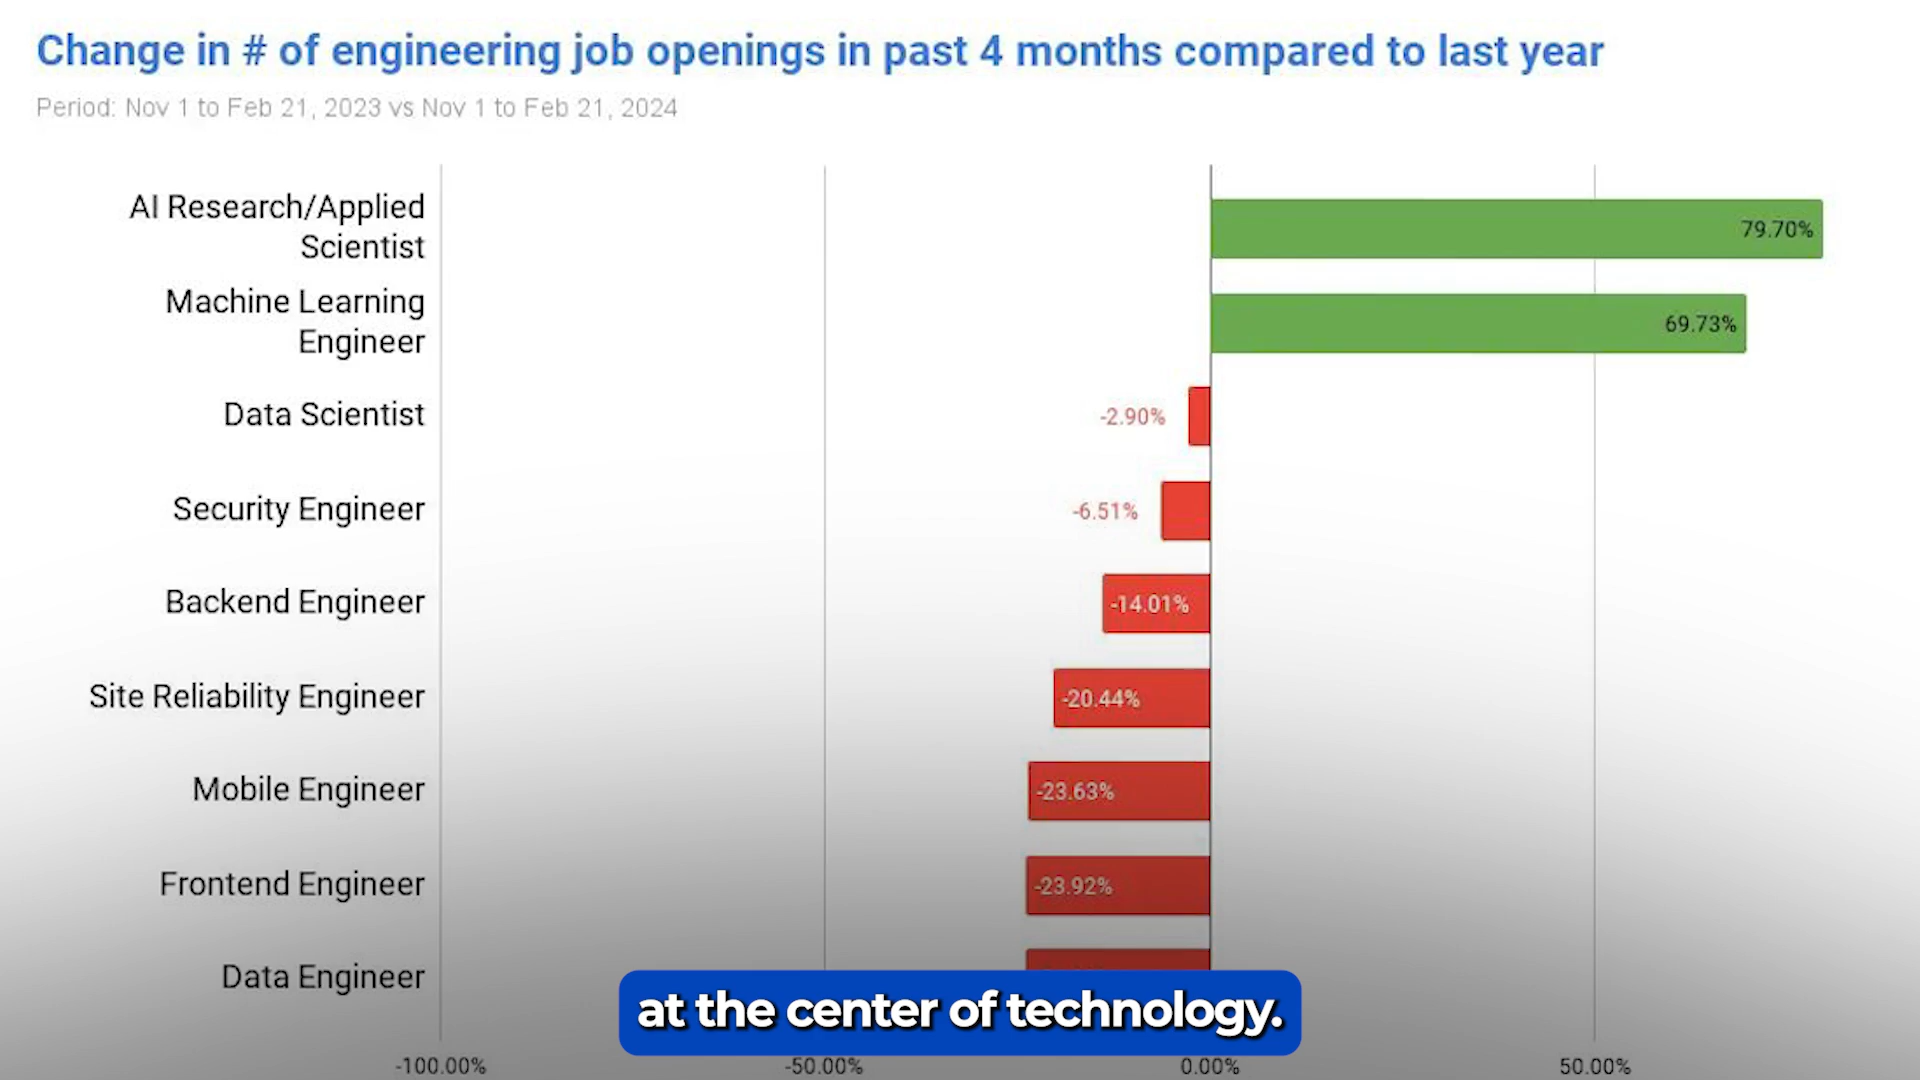 Change in # of engineering job openings in past 4 months compared to last year
Period: Nov 1 to Feb 21, 2023 vs Nov 1 to Feb 21, 2024
AI Research/Applied
Scientist
79.70%
Machine Learning
Engineer
69.73%
Data Scientist
-2.90%
Security Engineer
-6.51%
Backend Engineer
-14.01%
Site Reliability Engineer
-20.44%
Mobile Engineer
-23.63%
Frontend Engineer
-23.92%
Data Engineer
at the center of technology.
-100.00%
-50.00%
0.00%
50.00%